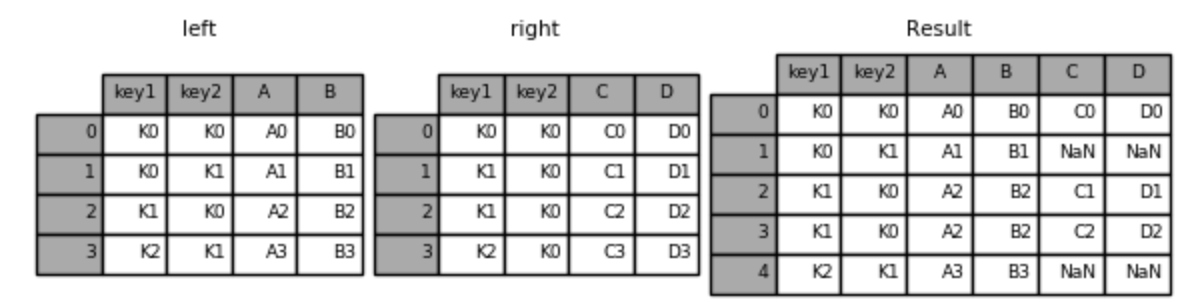 left right Result
key1 key2 A B key1 key2 C D key1 key2 A B C D
0 K0 K0 A0 B0 0 K0 K0 C0 D0 0 K0 K0 A0 B0 C0 D0
1 K0 K1 A1 B1 1 K1 K0 C1 D1 1 K0 K1 A1 B1 NaN NaN
2 K1 K0 A2 B2 2 K1 K0 C2 D2 2 K1 K0 A2 B2 C1 D1
3 K2 K1 A3 B3 3 K2 K0 C3 D3 3 K1 K0 A2 B2 C2 D2
4 K2 K1 A3 B3 NaN NaN